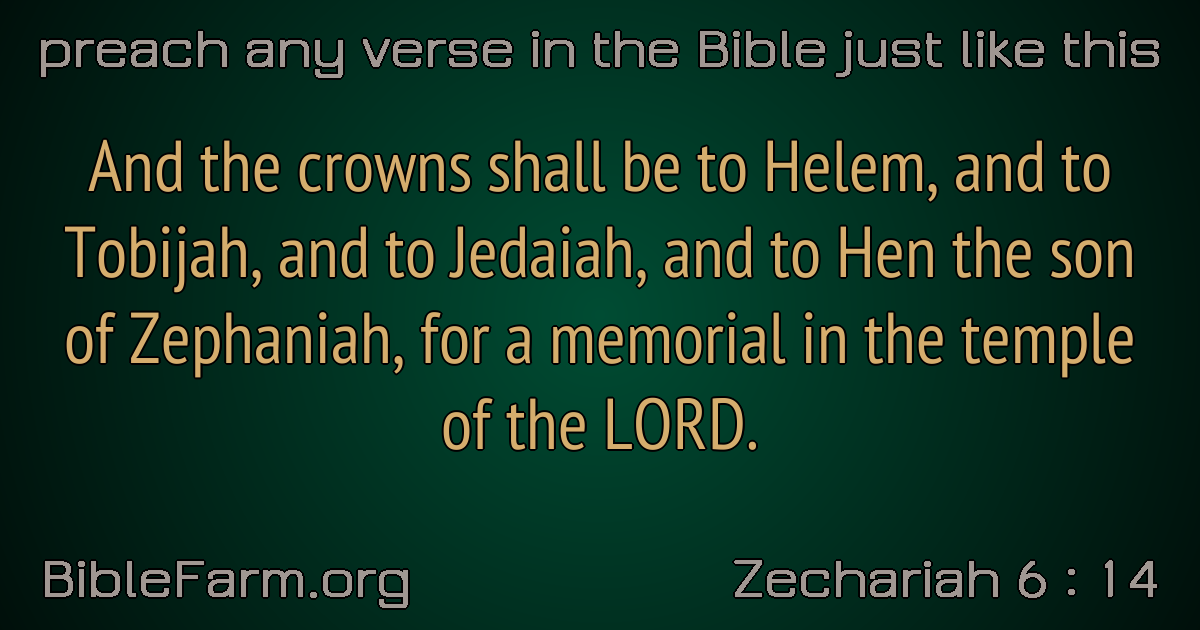 preach any verse in the Bible just like this
And the crowns shall be to Helem, and to
Tobijah, and to Jedaiah, and to Hen the son
of Zephaniah, for a memorial in the temple
of the LORD.
BibleFarm.org
Zechariah 6 : 14